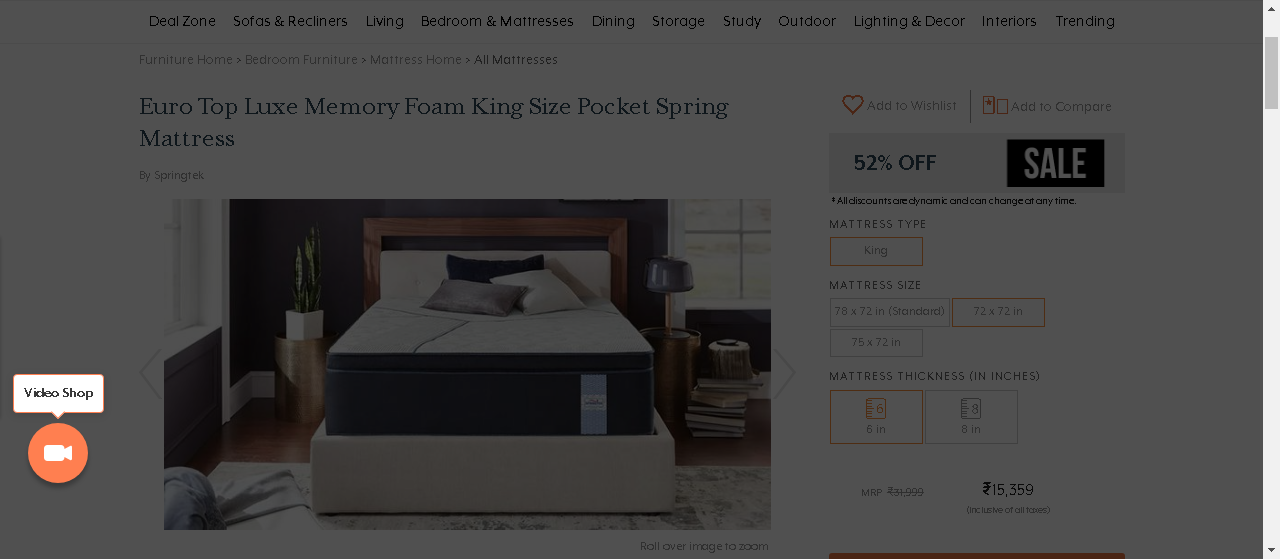 Deal Zone Sofas & Recliners Living Bedroom & Mattresses Dining Storage Study Outdoor Lighting & Decor Interiors Trending
Furniture Home > Bedroom Furniture > Mattress Home > All Mattresses
Euro Top Luxe Memory Foam King Size Pocket Spring
Mattress
By Springtek
Add to Wishlist
Add to Compare
52% OFF
SALE
* All discounts are dynamic and can change at any time.
MATTRESS TYPE
King
MATTRESS SIZE
78 x 72 in (Standard)
72 x 72 in
75 x 72 in
MATTRESS THICKNESS (IN INCHES)
6
6 in
8
8 in
MRP ₹31,999
₹15,359
(Inclusive of all taxes)
Video Shop
Roll over image to zoom